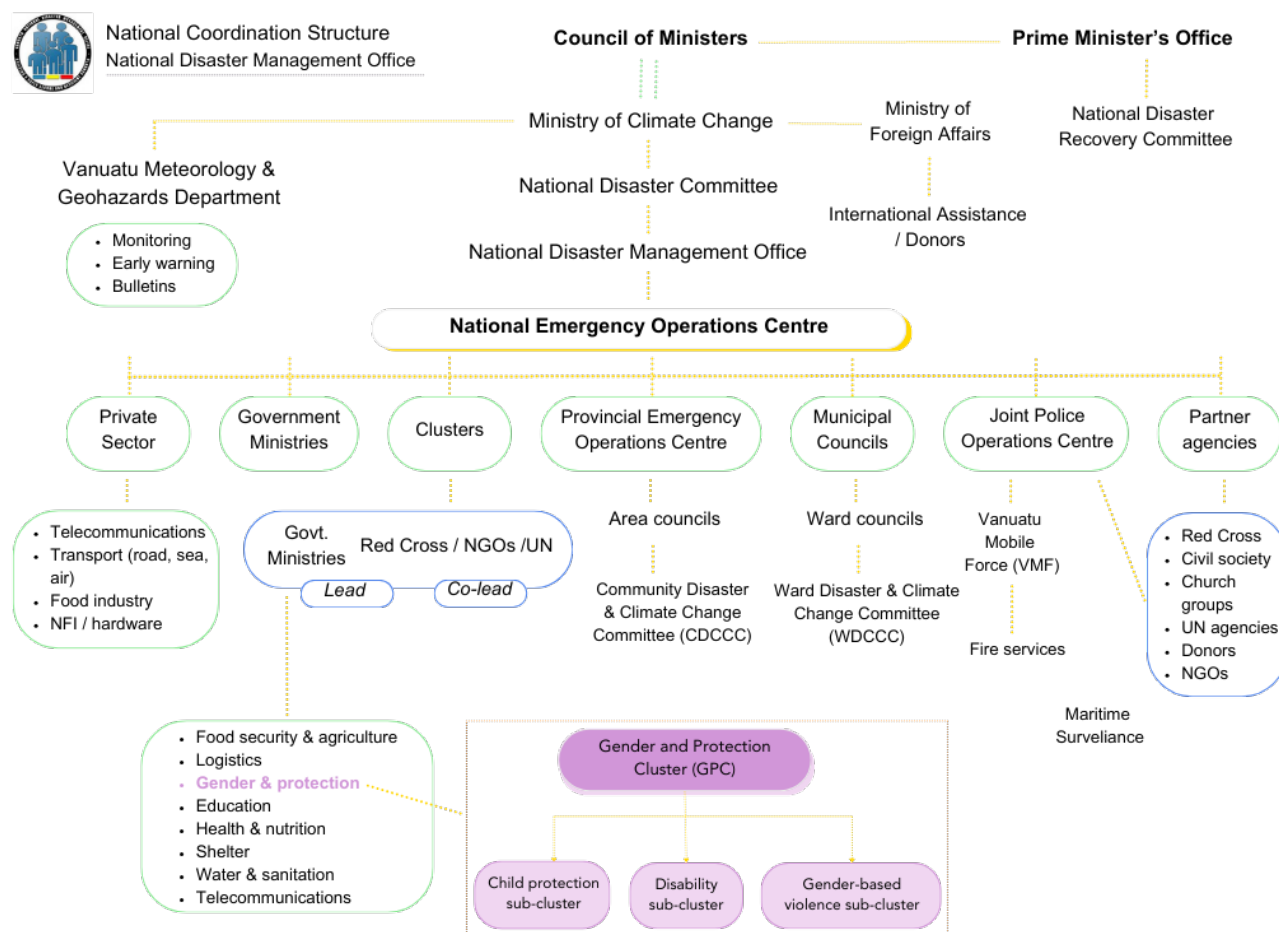 National Coordination Structure
National Disaster Management Office
Council of Ministers
Prime Minister's Office
Ministry of Climate Change
Ministry of
Foreign Affairs
National Disaster
Recovery Committee
Vanuatu Meteorology &
Geohazards Department
• Monitoring
• Early warning
• Bulletins
National Disaster Committee
International Assistance
/ Donors
National Disaster Management Office
National Emergency Operations Centre
Private
Sector
Government
Ministries
Clusters
Provincial Emergency
Operations Centre
Municipal
Councils
Joint Police
Operations Centre
Partner
agencies
• Telecommunications
• Transport (road, sea,
air)
• Food industry
• NFI / hardware
Govt.
Ministries
Red Cross / NGOs /UN
Lead
Co-lead
Area councils
Community Disaster
& Climate Change
Committee (CDCCC)
Ward councils
Ward Disaster & Climate
Change Committee
(WDCCC)
Vanuatu
Mobile
Force (VMF)
Fire services
Maritime
Surveliance
• Red Cross
• Civil society
• Church
groups
• UN agencies
• Donors
• NGOs
• Food security & agriculture
• Logistics
• Gender & protection
• Education
• Health & nutrition
• Shelter
• Water & sanitation
• Telecommunications
Gender and Protection
Cluster (GPC)
Child protection
sub-cluster
Disability
sub-cluster
Gender-based
violence sub-cluster